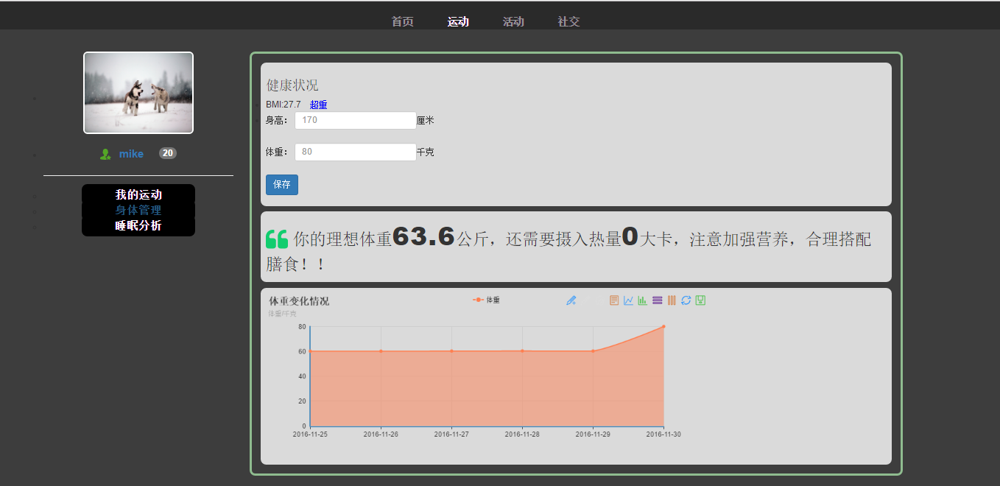 首页 运动 活动 社交
mike 20
我的运动
身体管理
睡眠分析
健康状况
BMI:27.7 超重
身高： 170 厘米
体重： 80 千克
保存
你的理想体重63.6公斤，还需要摄入热量0大卡，注意加强营养，合理搭配
膳食！！
体重变化情况 体重
体重/千克
80
60
40
20
0
2016-11-25 2016-11-26 2016-11-27 2016-11-28 2016-11-29 2016-11-30